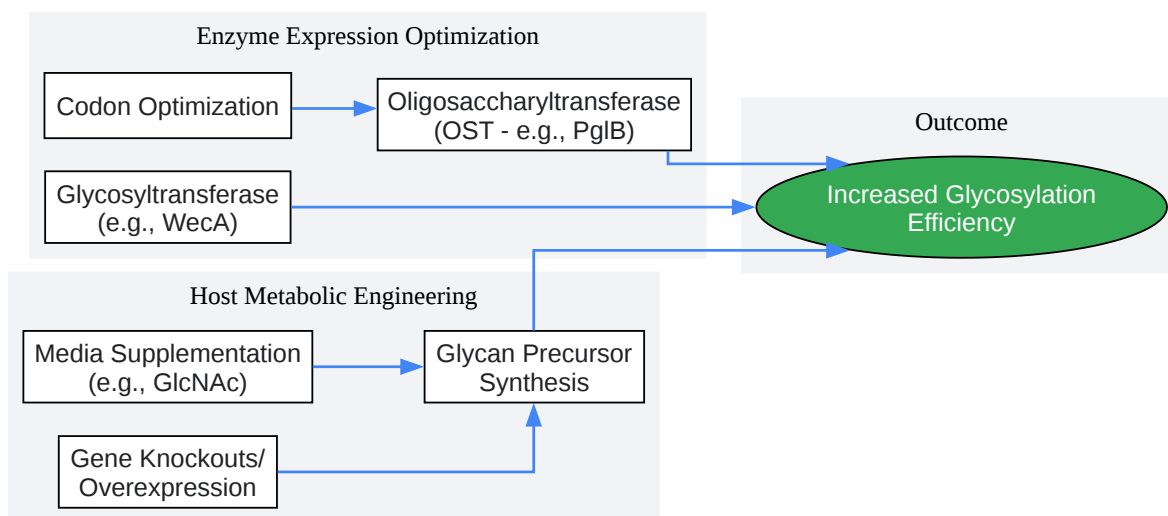 Enzyme Expression Optimization
Codon Optimization
Oligosaccharyltransferase
(OST - e.g., PglB)
Glycosyltransferase
(e.g., WecA)
Outcome
Increased Glycosylation
Efficiency
Host Metabolic Engineering
Media Supplementation
(e.g., GlcNAc)
Glycan Precursor
Synthesis
Gene Knockouts/
Overexpression